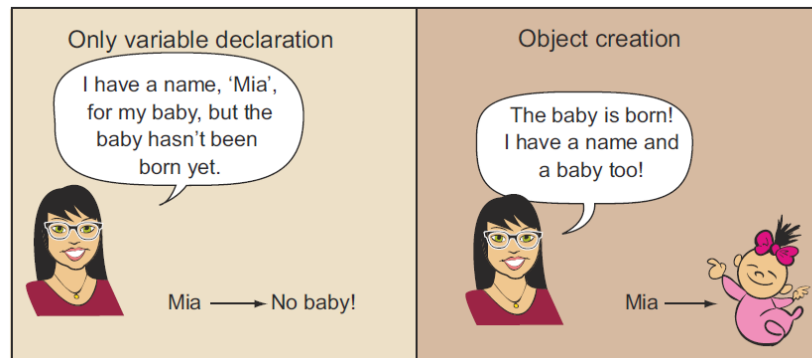 Only variable declaration
I have a name, ‘Mia’,
for my baby, but the
baby hasn’t been
born yet.
Mia → No baby!
Object creation
The baby is born!
I have a name and
a baby too!
Mia →